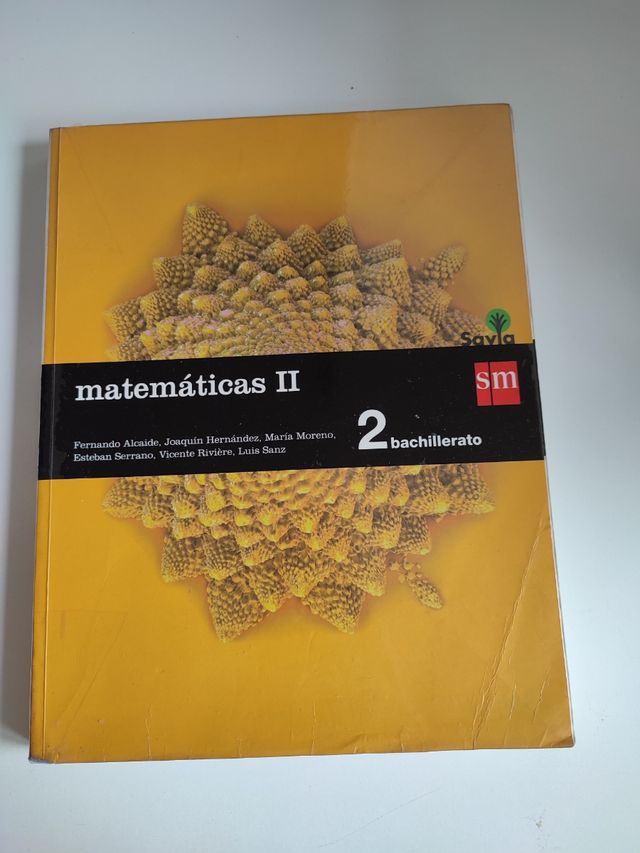 Savia
matemáticas II
sm
Fernando Alcaide, Joaquín Hernández, María Moreno,
Esteban Serrano, Vicente Rivière, Luis Sanz
2 bachillerato